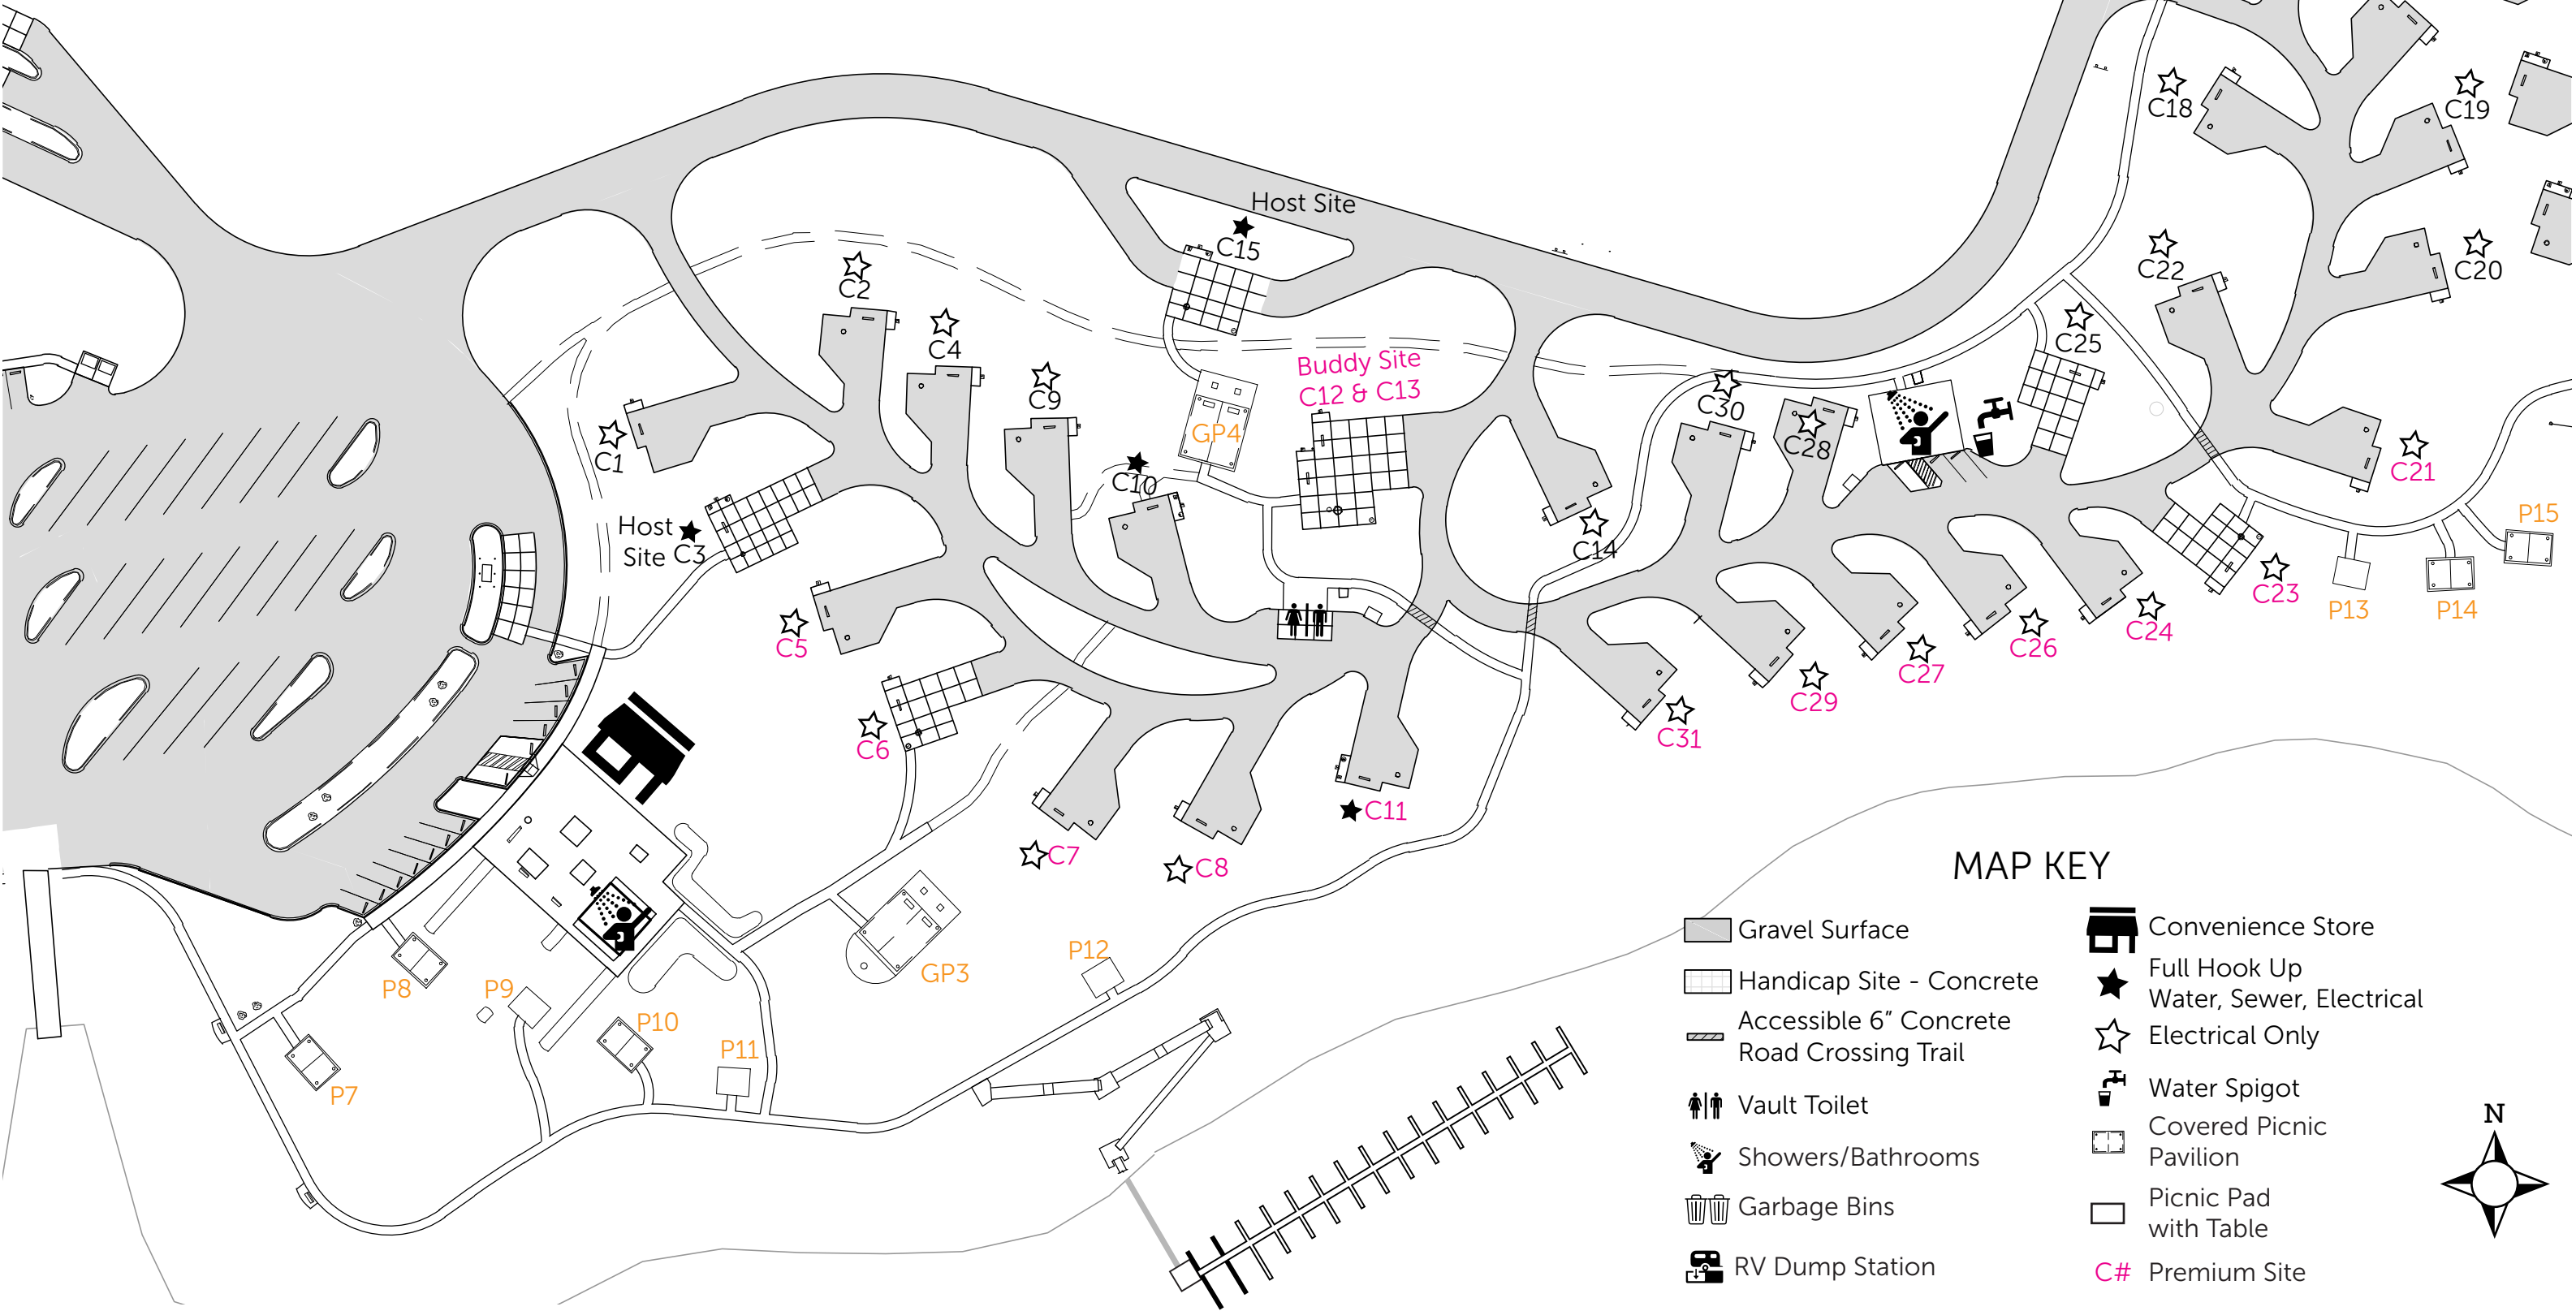 C18
C19
Host Site
C15
C22
C20
C2
C25
C4
Buddy Site
C12 & C13
C9
C30
C28
GP4
C1
C21
C10
P15
Host
Site C3
C14
C23
P13
P14
C5
C24
C26
C27
C29
C6
C31
C11
C7
C8
MAP KEY
Gravel Surface
Handicap Site - Concrete
Accessible 6” Concrete
Road Crossing Trail
Vault Toilet
Showers/Bathrooms
Garbage Bins
RV Dump Station
Convenience Store
Full Hook Up
Water, Sewer, Electrical
Electrical Only
Water Spigot
Covered Picnic
Pavilion
Picnic Pad
with Table
C# Premium Site
N
P12
GP3
P8
P9
P10
P11
P7